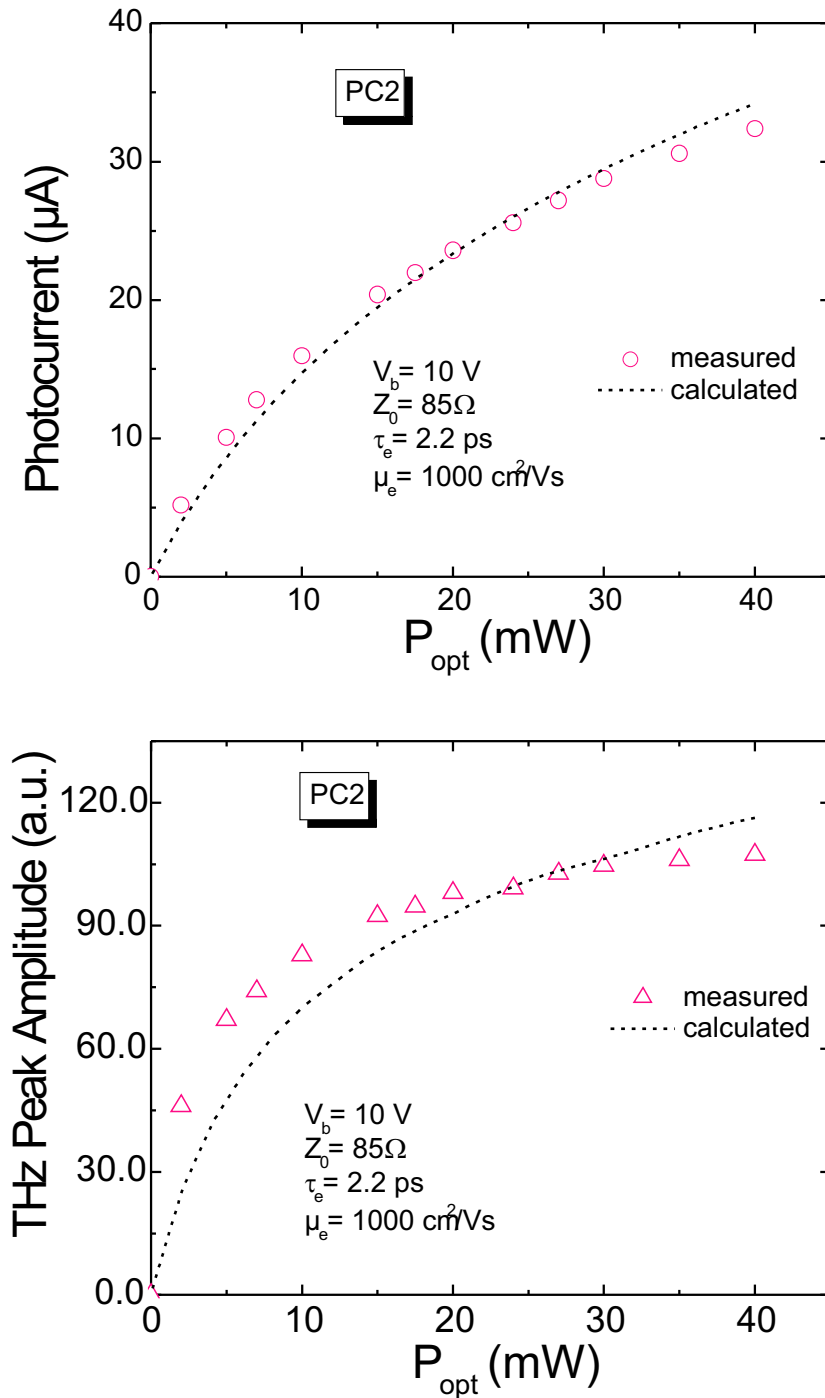 40
30
20
10
0
Photocurrent (µA)
PC2
measured
calculated
V_b= 10 V
Z_0= 85Ω
τ_e= 2.2 ps
µ_e= 1000 cm²/Vs
0 10 20 30 40
P_opt (mW)
120.0
90.0
60.0
30.0
0.0
THz Peak Amplitude (a.u.)
PC2
measured
calculated
V_b= 10 V
Z_0= 85Ω
τ_e= 2.2 ps
µ_e= 1000 cm²/Vs
0 10 20 30 40
P_opt (mW)